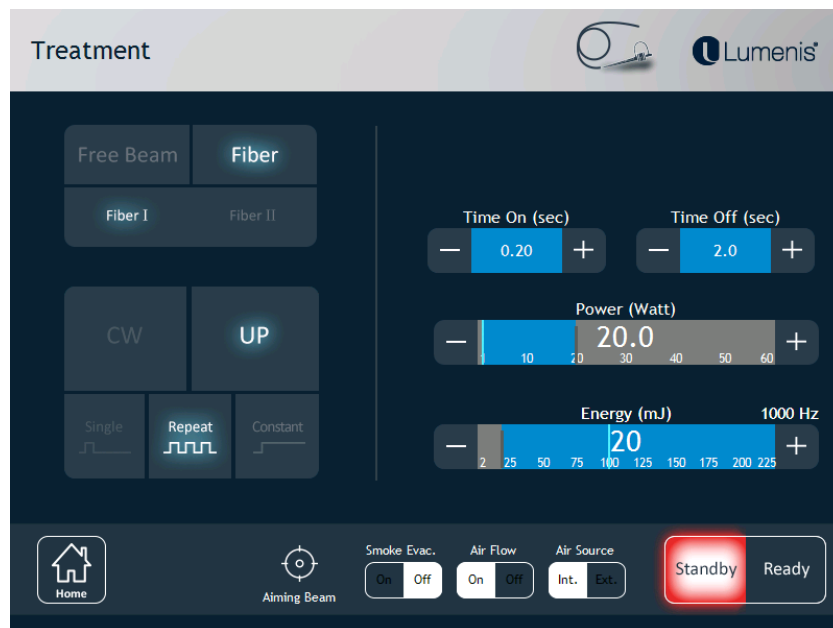 Treatment
Lumenis
Free Beam Fiber
Fiber I Fiber II
Time On (sec) Time Off (sec)
— 0.20 + — 2.0 +
CW UP
Power (Watt)
— 20.0 +
1 10 20 30 40 50 60
Single Repeat Constant
Energy (mJ) 1000 Hz
— 20 +
2 25 50 75 100 125 150 175 200 225
Smoke Evac. Air Flow Air Source
On Off On Off Int. Ext.
Standby Ready
Home
Aiming Beam